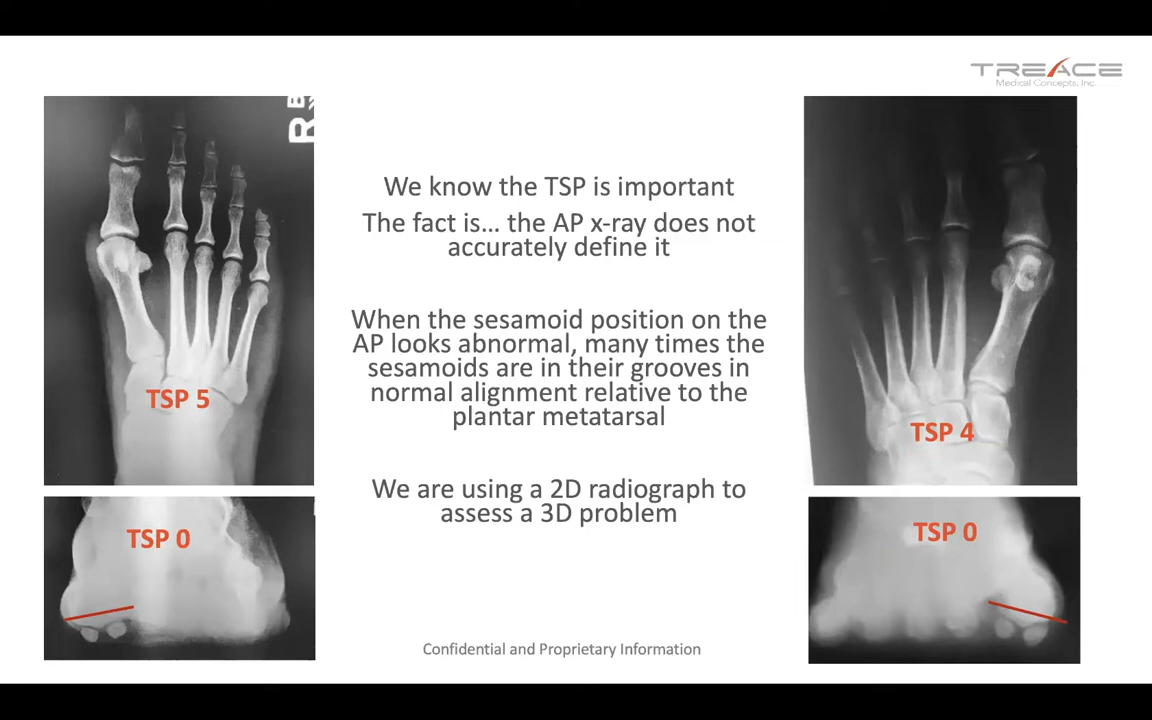 TREACE
Medical Concepts, Inc.
R
TSP 5
TSP 0
We know the TSP is important
The fact is… the AP x-ray does not
accurately define it
When the sesamoid position on the
AP looks abnormal, many times the
sesamoids are in their grooves in
normal alignment relative to the
plantar metatarsal
We are using a 2D radiograph to
assess a 3D problem
TSP 4
TSP 0
Confidential and Proprietary Information